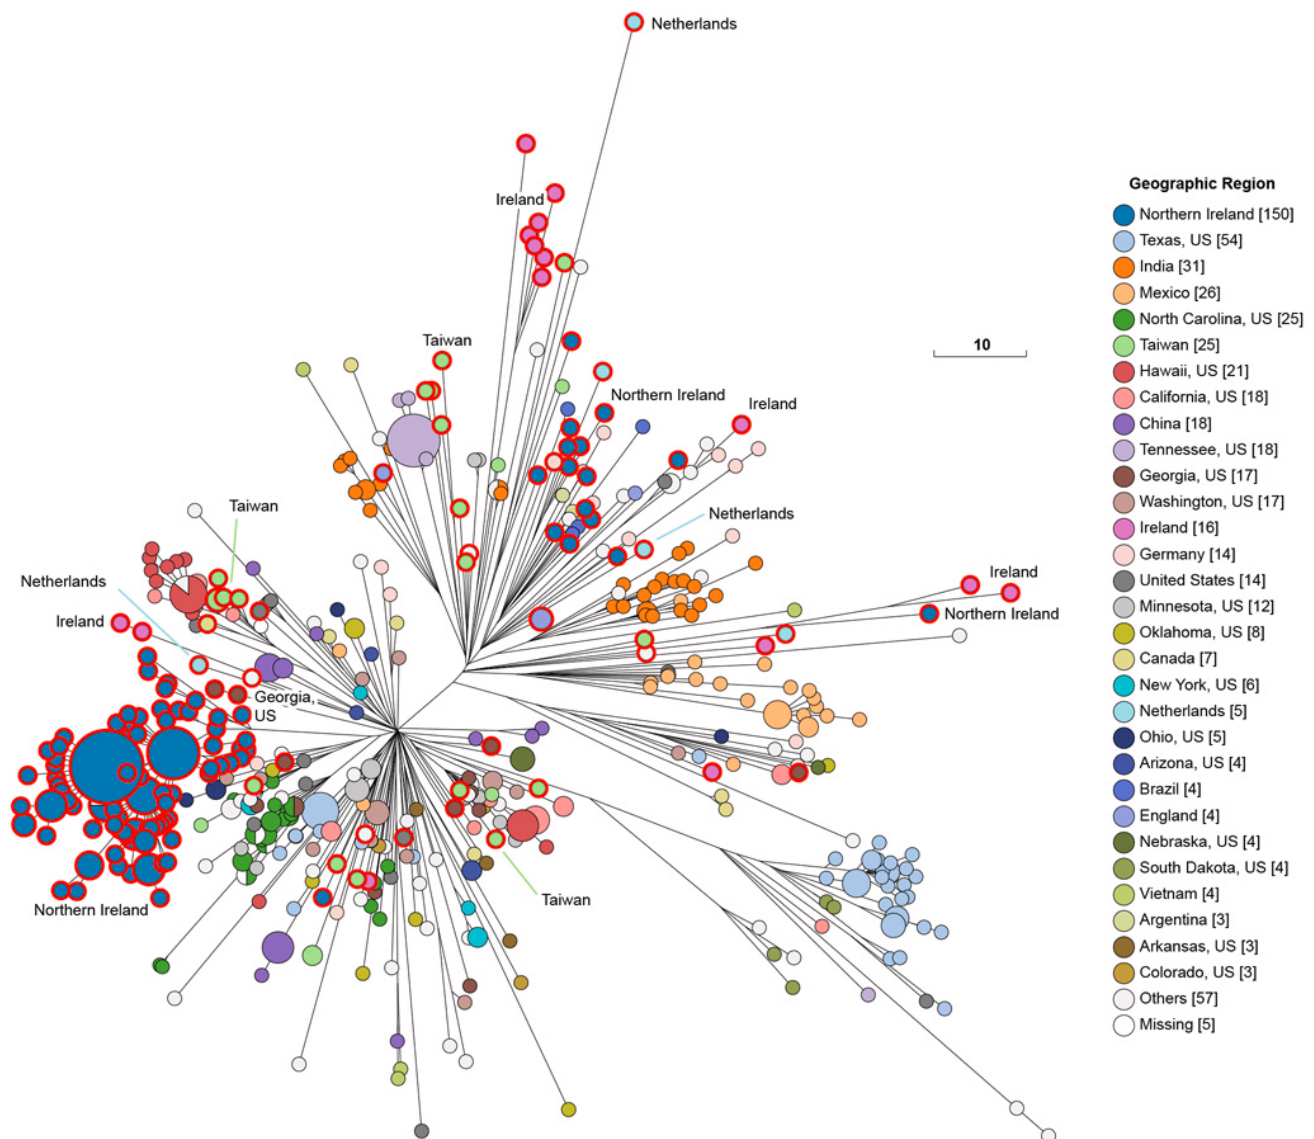 Netherlands
Ireland
Taiwan
10
Northern Ireland
Ireland
Taiwan
Netherlands
Netherlands
Ireland
Ireland
Northern Ireland
Georgia,
US
Northern Ireland
Taiwan
Geographic Region
Northern Ireland [150]
Texas, US [54]
India [31]
Mexico [26]
North Carolina, US [25]
Taiwan [25]
Hawaii, US [21]
California, US [18]
China [18]
Tennessee, US [18]
Georgia, US [17]
Washington, US [17]
Ireland [16]
Germany [14]
United States [14]
Minnesota, US [12]
Oklahoma, US [8]
Canada [7]
New York, US [6]
Netherlands [5]
Ohio, US [5]
Arizona, US [4]
Brazil [4]
England [4]
Nebraska, US [4]
South Dakota, US [4]
Vietnam [4]
Argentina [3]
Arkansas, US [3]
Colorado, US [3]
Others [57]
Missing [5]